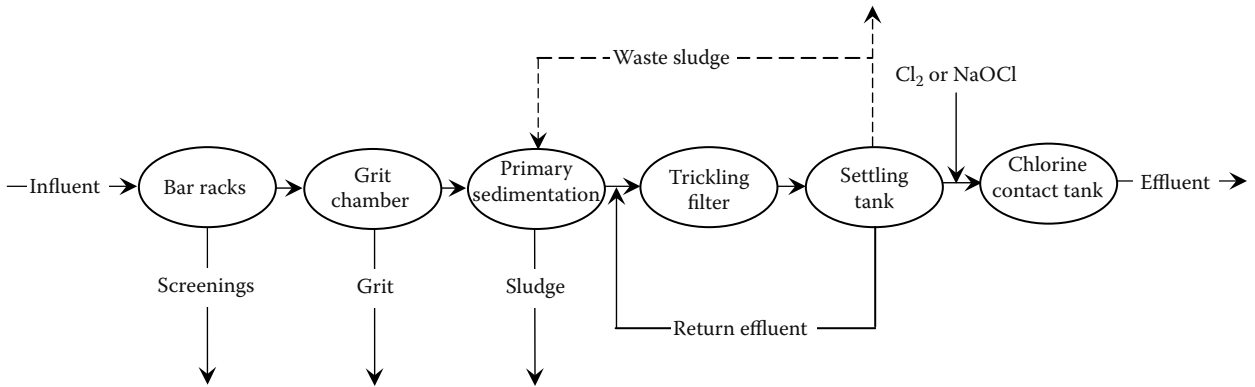 Waste sludge
Cl₂ or NaOCl
Influent
Bar racks
Grit
chamber
Primary
sedimentation
Trickling
filter
Settling
tank
Chlorine
contact tank
Effluent
Screenings
Grit
Sludge
Return effluent